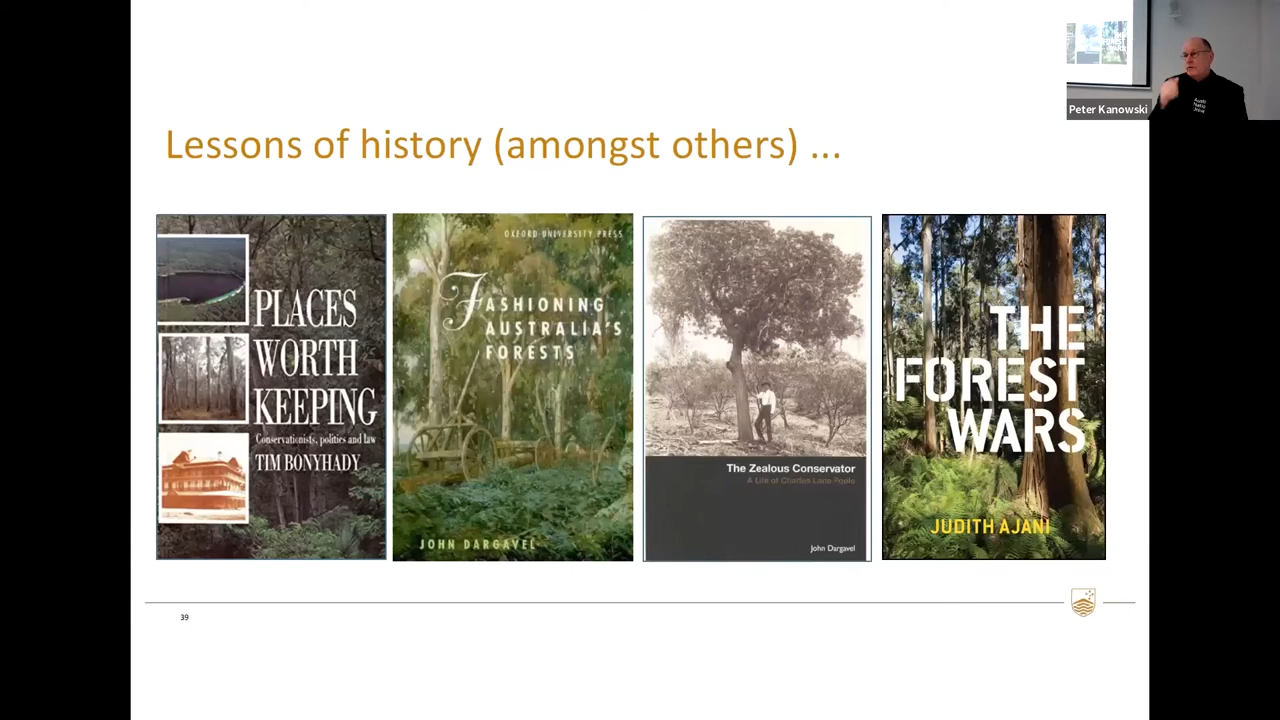 Peter Kanowski
Lessons of history (amongst others) ...
PLACES
WORTH
KEEPING
Conservationists, politics and law
TIM BONYHADY
OXFORD UNIVERSITY PRESS
FASHIONING
AUSTRALIA'S
FORESTS
JOHN DARGAVEL
The Zealous Conservator
A Life of Charles Lane Poole
John Dargavel
THE
FOREST
WARS
JUDITH AJANI
39